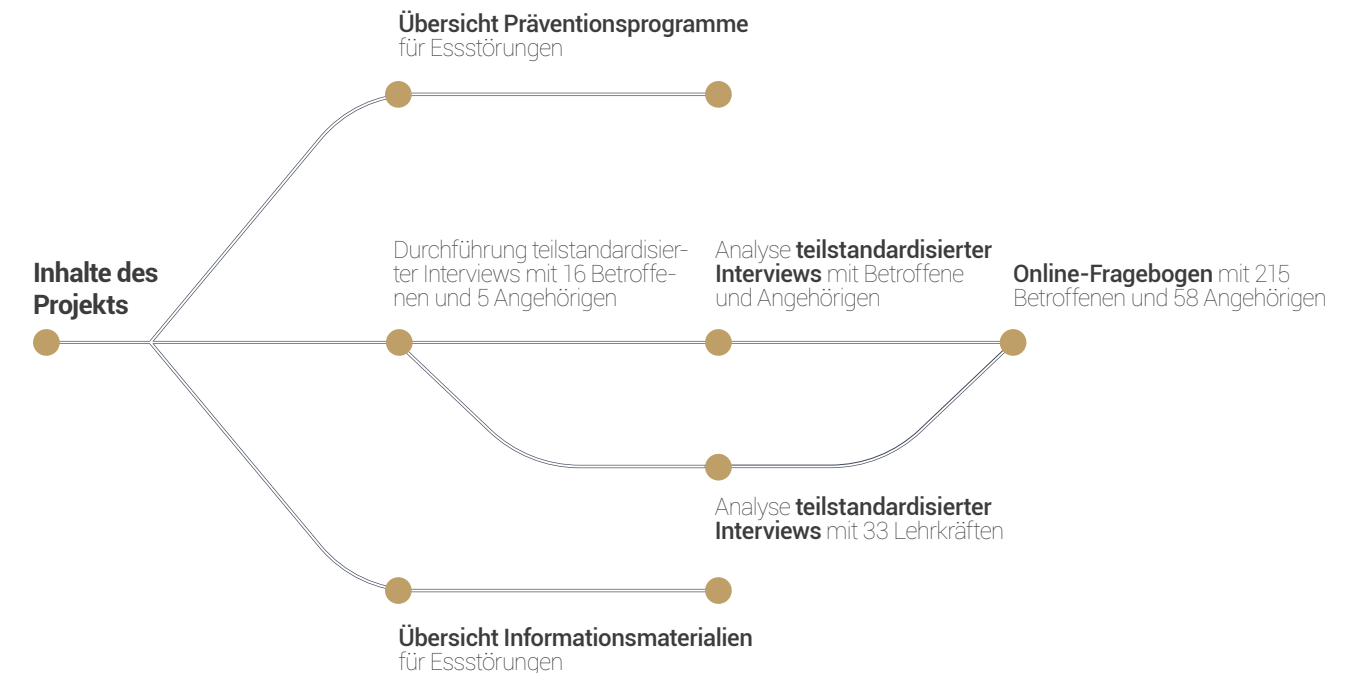 Übersicht Präventionsprogramme
für Essstörungen
Inhalte des
Projekts
Durchführung teilstandardisier-
ter Interviews mit 16 Betroffe-
nen und 5 Angehörigen
Analyse teilstandardisierter
Interviews mit Betroffene
und Angehörigen
Online-Fragebogen mit 215
Betroffenen und 58 Angehörigen
Analyse teilstandardisierter
Interviews mit 33 Lehrkräften
Übersicht Informationsmaterialien
für Essstörungen